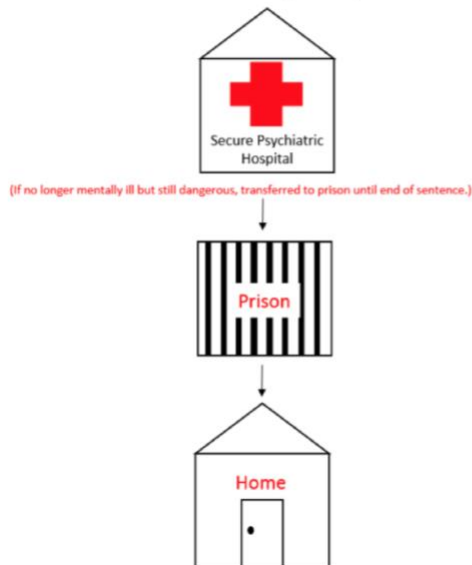 Secure Psychiatric
Hospital
(If no longer mentally ill but still dangerous, transferred to prison until end of sentence.)
Prison
Home